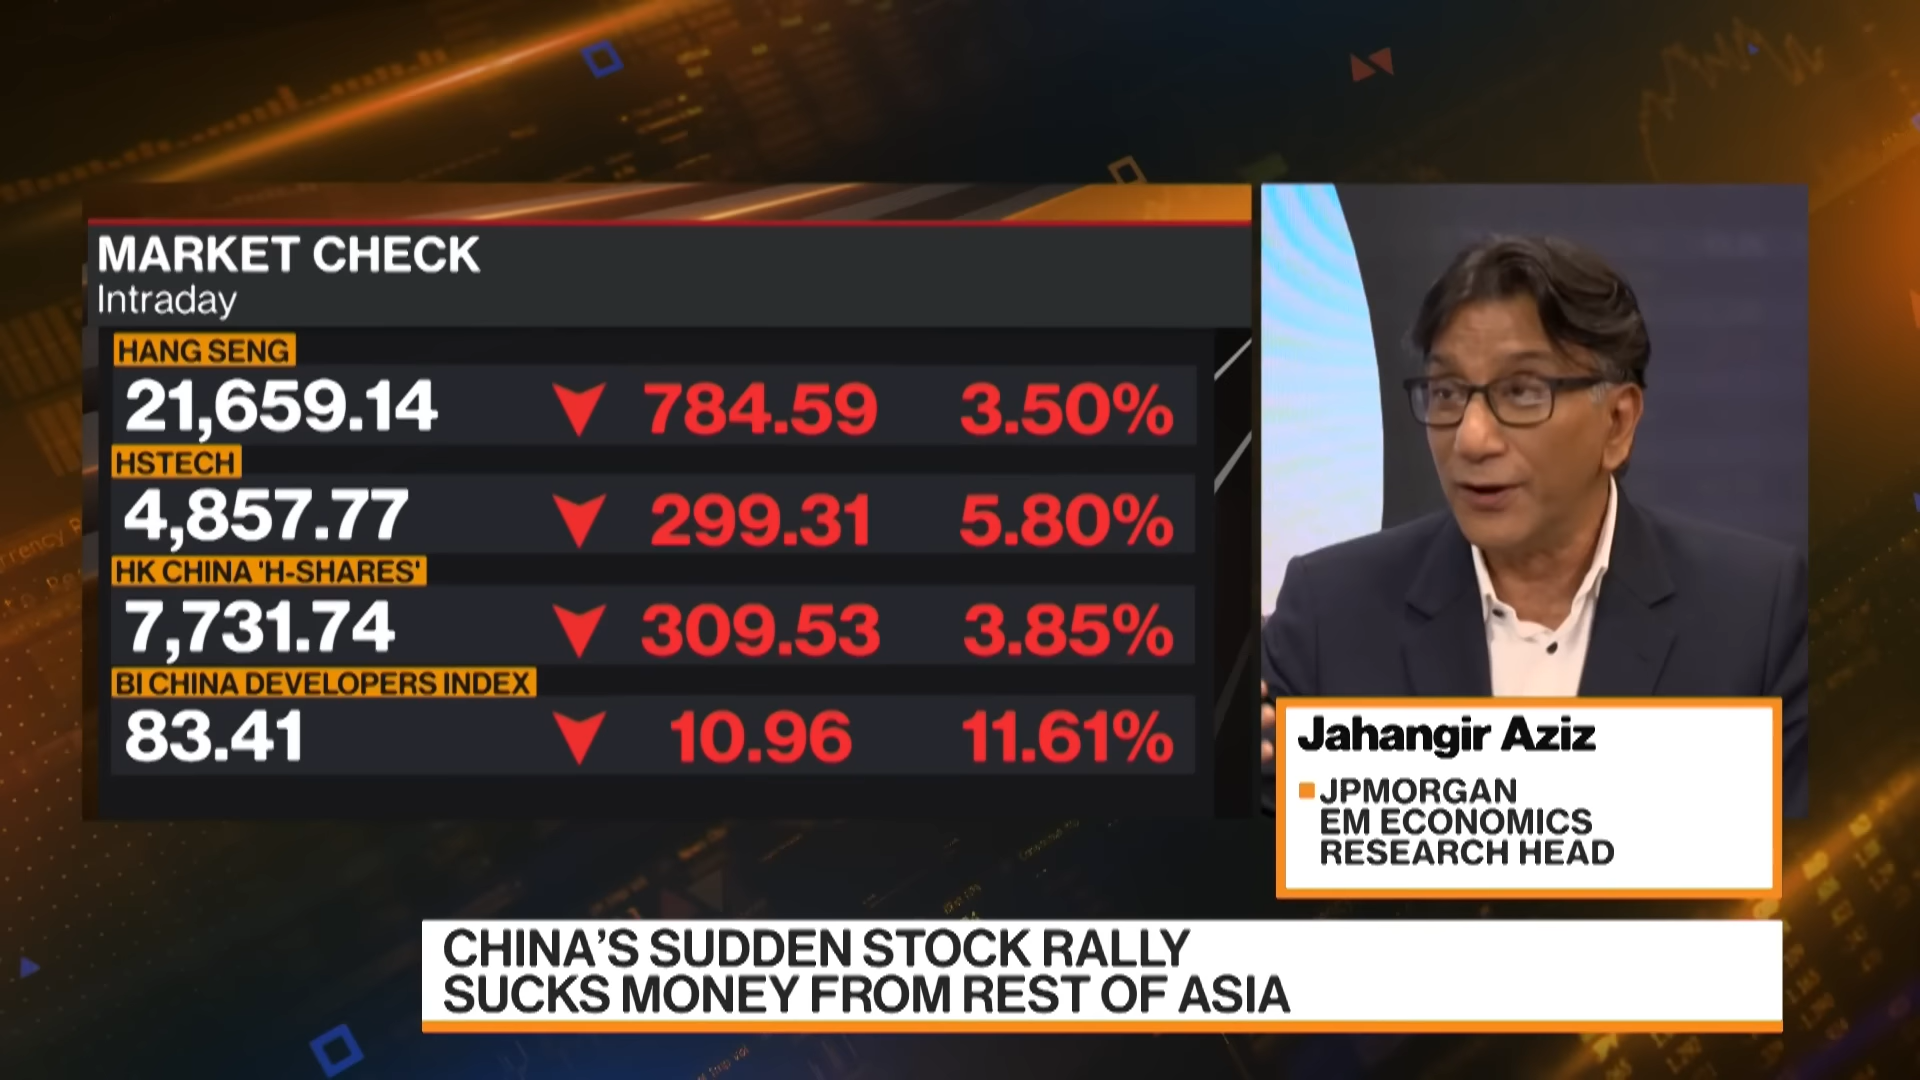 MARKET CHECK
Intraday
HANG SENG
21,659.14 784.59 3.50%
HSTECH
4,857.77 299.31 5.80%
HK CHINA 'H-SHARES'
7,731.74 309.53 3.85%
BI CHINA DEVELOPERS INDEX
83.41 10.96 11.61%
Jahangir Aziz
JPMORGAN
EM ECONOMICS
RESEARCH HEAD
CHINA’S SUDDEN STOCK RALLY
SUCKS MONEY FROM REST OF ASIA